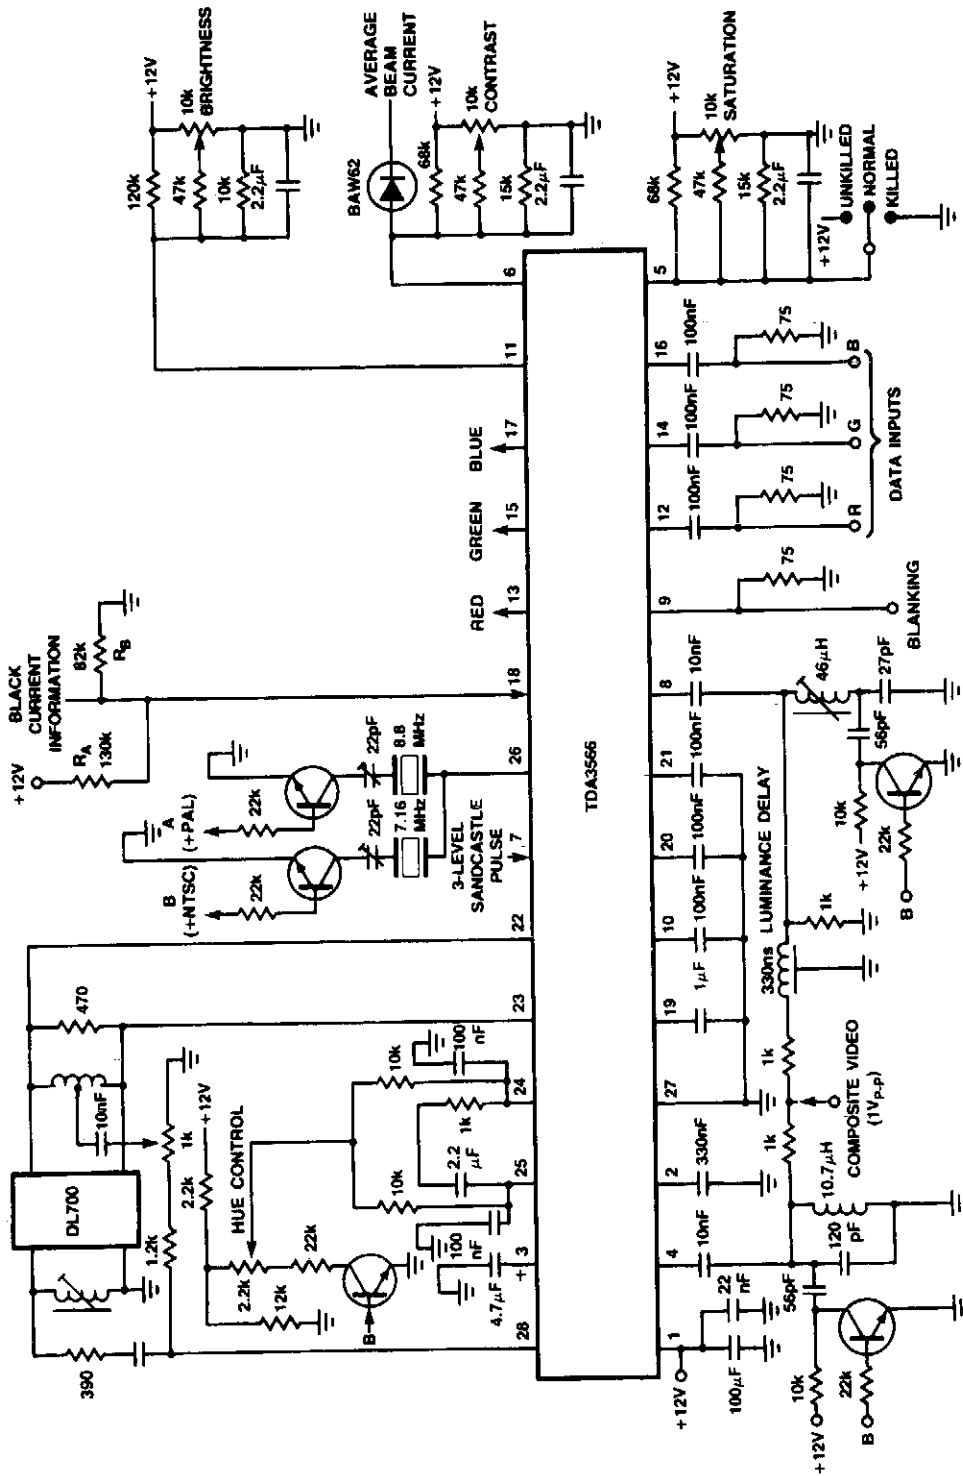 +12V
BRIGHTNESS
10k
120k
47k
10k
2.2μF
AVERAGE
BEAM
CURRENT
BAW62
+12V
10k
CONTRAST
68k
47k
15k
2.2μF
+12V
10k
SATURATION
68k
47k
15k
2.2μF
+12V
UNKILLED
NORMAL
KILLED
BLACK
CURRENT
INFORMATION
+12V
RA
130k
82k
RB
RED
GREEN
BLUE
A
(+PAL)
B
(+NTSC)
22k
22k
22pF
22pF
8.8
MHz
7.16
MHz
3-LEVEL
SANDCASTLE
PULSE
DL700
390
470
10nF
1k
1.2k
2.2k
+12V
HUE CONTROL
2.2k
12k
22k
B
10k
10k
1k
100
nF
2.2
μF
100
nF
4.7μF
+
28
3
25
24
23
22
7
26
18
13
15
17
11
6
TDA3566
1
4
2
27
19
10
20
21
8
9
12
14
16
5
+12V
100μF
22
nF
10nF
330nF
1μF
100nF
100nF
100nF
10nF
100nF
100nF
100nF
75
75
75
75
BLANKING
R
G
B
DATA INPUTS
56pF
120
pF
10.7μH
1k
1k
COMPOSITE VIDEO
(1Vp-p)
330ns LUMINANCE DELAY
1k
46μH
27pF
56pF
10k
+12V
22k
B
10k
+12V
22k
B